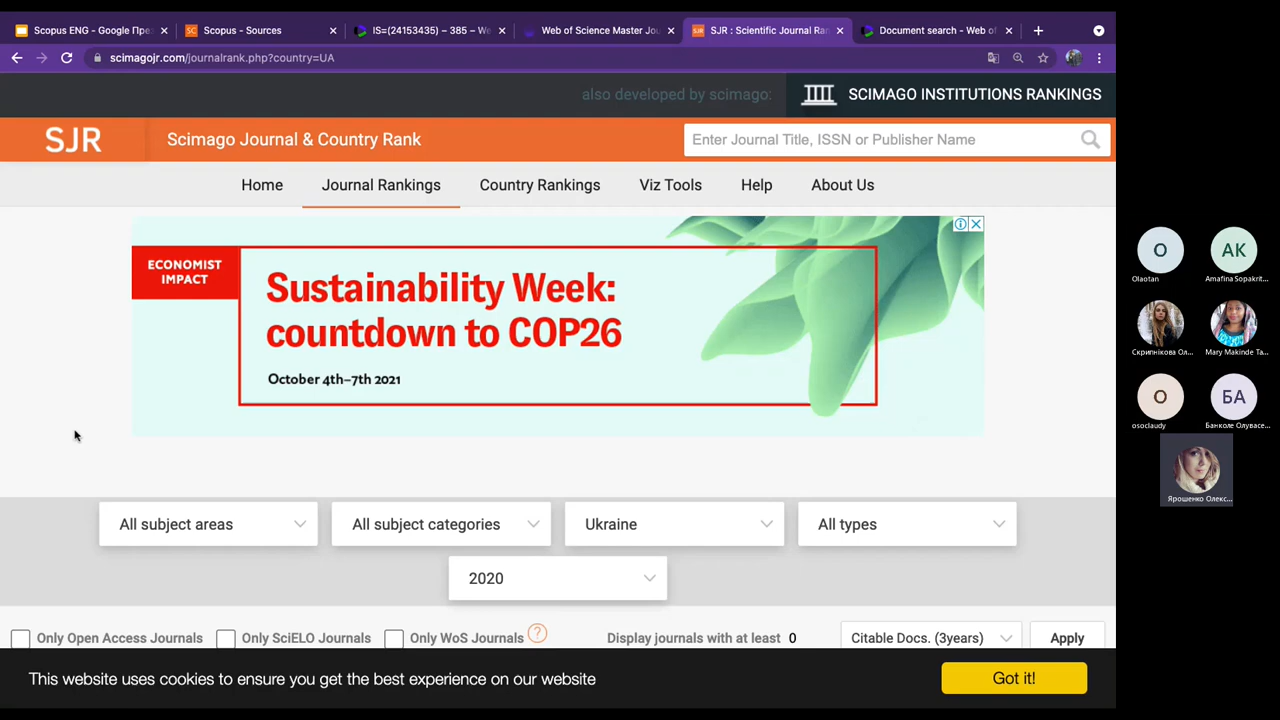 Scopus ENG - Google Пре
SC
Scopus - Sources
IS=(24153435) – 385 – We
Web of Science Master Jou
SJR
SJR : Scientific Journal Ran
Document search - Web of
scimagojr.com/journalrank.php?country=UA
also developed by scimago:
SCIMAGO INSTITUTIONS RANKINGS
SJR
Scimago Journal & Country Rank
Enter Journal Title, ISSN or Publisher Name
Home
Journal Rankings
Country Rankings
Viz Tools
Help
About Us
ECONOMIST
IMPACT
Sustainability Week:
countdown to COP26
October 4th–7th 2021
All subject areas
All subject categories
Ukraine
All types
2020
Only Open Access Journals
Only SciELO Journals
Only WoS Journals
?
Display journals with at least 0
Citable Docs. (3years)
Apply
This website uses cookies to ensure you get the best experience on our website
Got it!
O
AK
Olaotan
Amafina Sopakrit...
Скрипнікова Ол...
Mary Makinde Ta...
O
БА
osoclaudy
Банколе Олувасе...
Ярошенко Олекс...